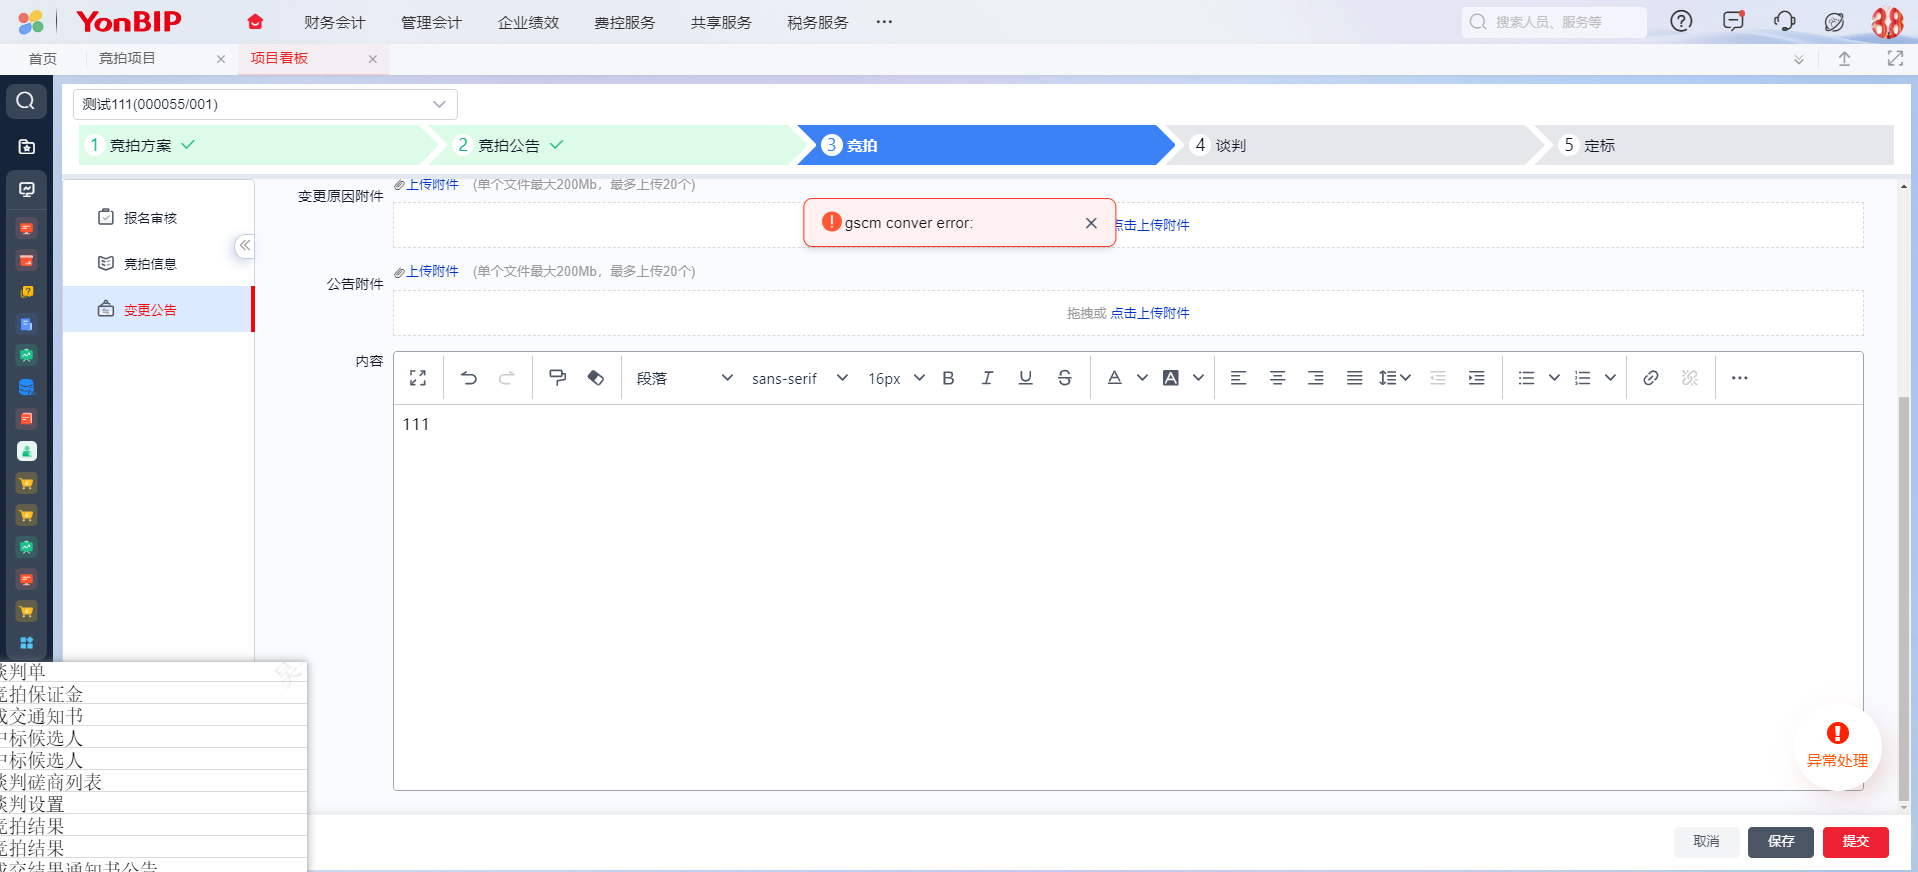 YonBIP
财务会计
管理会计
企业绩效
费控服务
共享服务
税务服务
搜索人员、服务等
首页
竞拍项目
项目看板
测试111(000055/001)
1 竞拍方案
2 竞拍公告
3 竞拍
4 谈判
5 定标
报名审核
竞拍信息
变更公告
变更原因附件
上传附件 (单个文件最大200Mb，最多上传20个)
gscm conver error:
点击上传附件
公告附件
上传附件 (单个文件最大200Mb，最多上传20个)
拖拽或 点击上传附件
内容
段落
sans-serif
16px
111
谈判单
竞拍保证金
成交通知书
中标候选人
中标候选人
谈判磋商列表
谈判设置
竞拍结果
竞拍结果
成交结果通知书公告
异常处理
取消
保存
提交